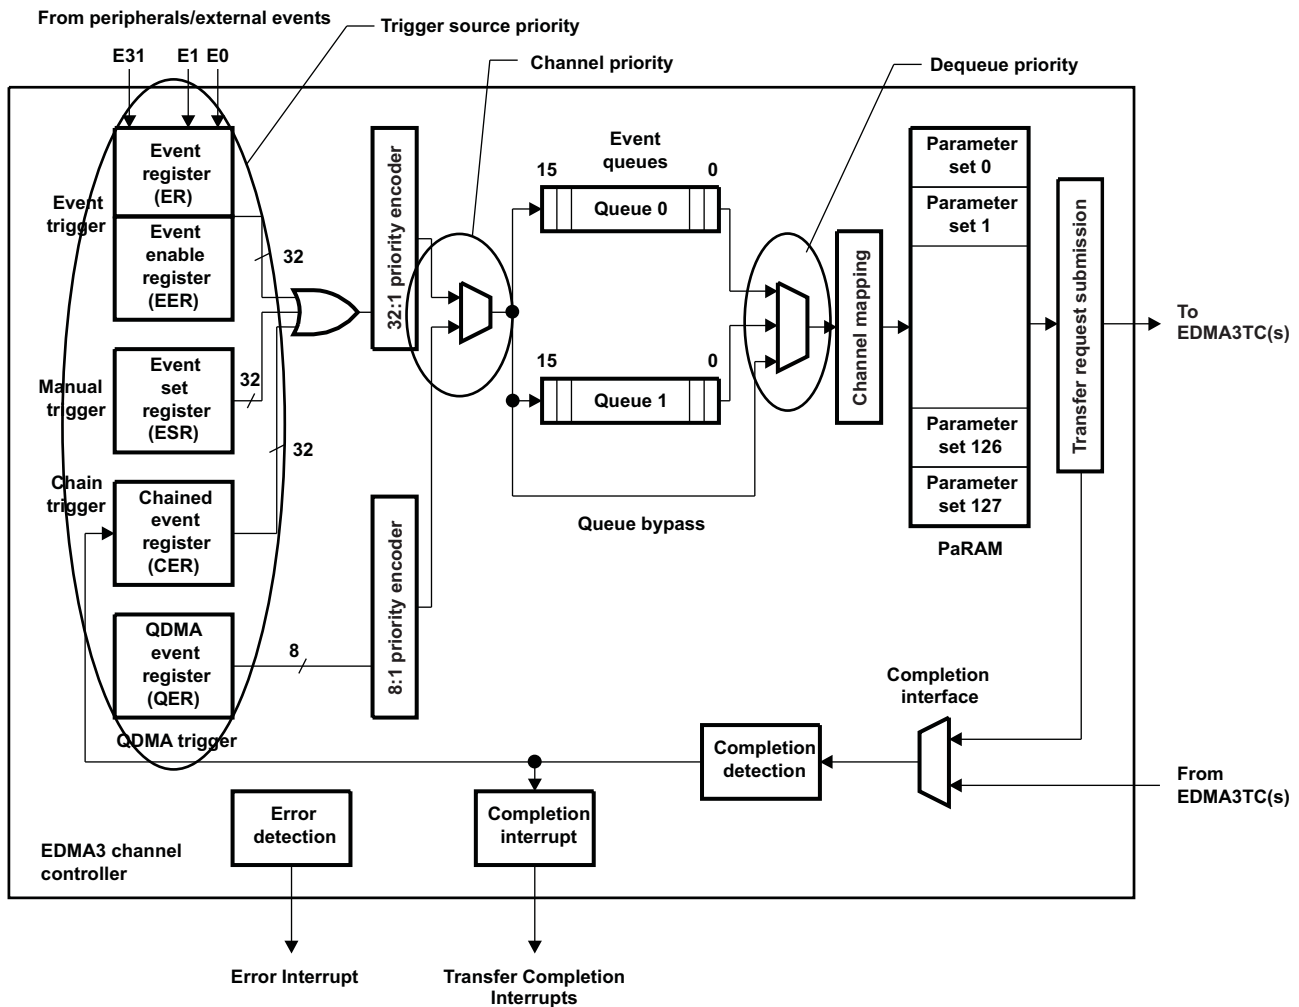 From peripherals/external events
Trigger source priority
E31
E1
E0
Channel priority
Dequeue priority
Event
register
(ER)
Event
trigger
Event
enable
register
(EER)
32
32:1 priority encoder
Event
queues
15
0
Queue 0
Parameter
set 0
Parameter
set 1
Manual
trigger
Event
set
register
(ESR)
32
32
15
0
Queue 1
Channel mapping
Transfer request submission
To
EDMA3TC(s)
Parameter
set 126
Parameter
set 127
PaRAM
Chain
trigger
Chained
event
register
(CER)
Queue bypass
QDMA
event
register
(QER)
8
8:1 priority encoder
QDMA trigger
Completion
interface
Completion
detection
From
EDMA3TC(s)
Error
detection
Completion
interrupt
EDMA3 channel
controller
Error Interrupt
Transfer Completion
Interrupts